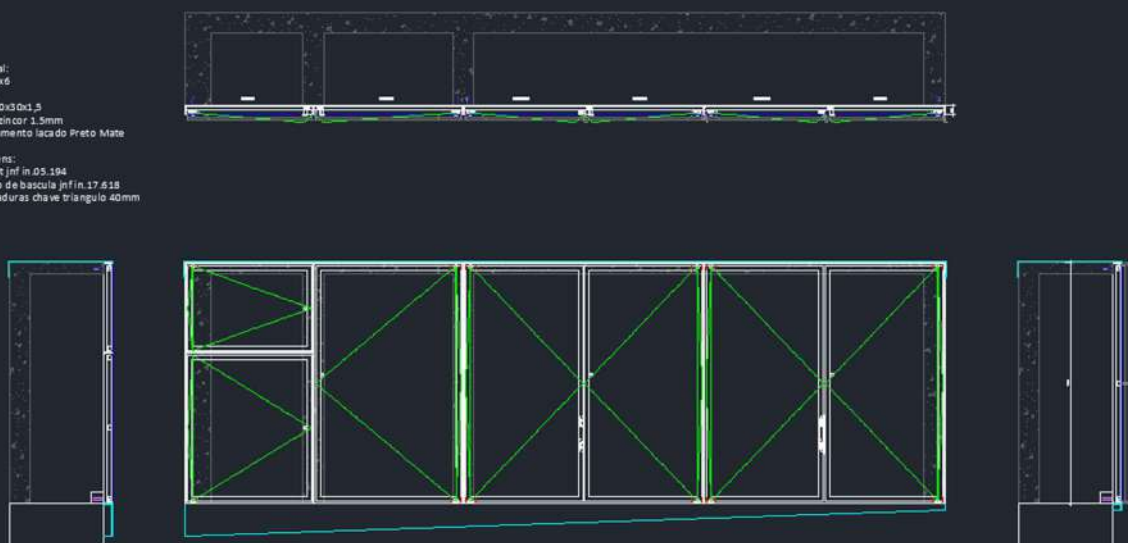 al:
x6
0x30x1,5
zincor 1.5mm
mento lacado Preto Mate
ens:
t jnf in.05.194
o de bascula jnf in.17.618
aduras chave triangulo 40mm